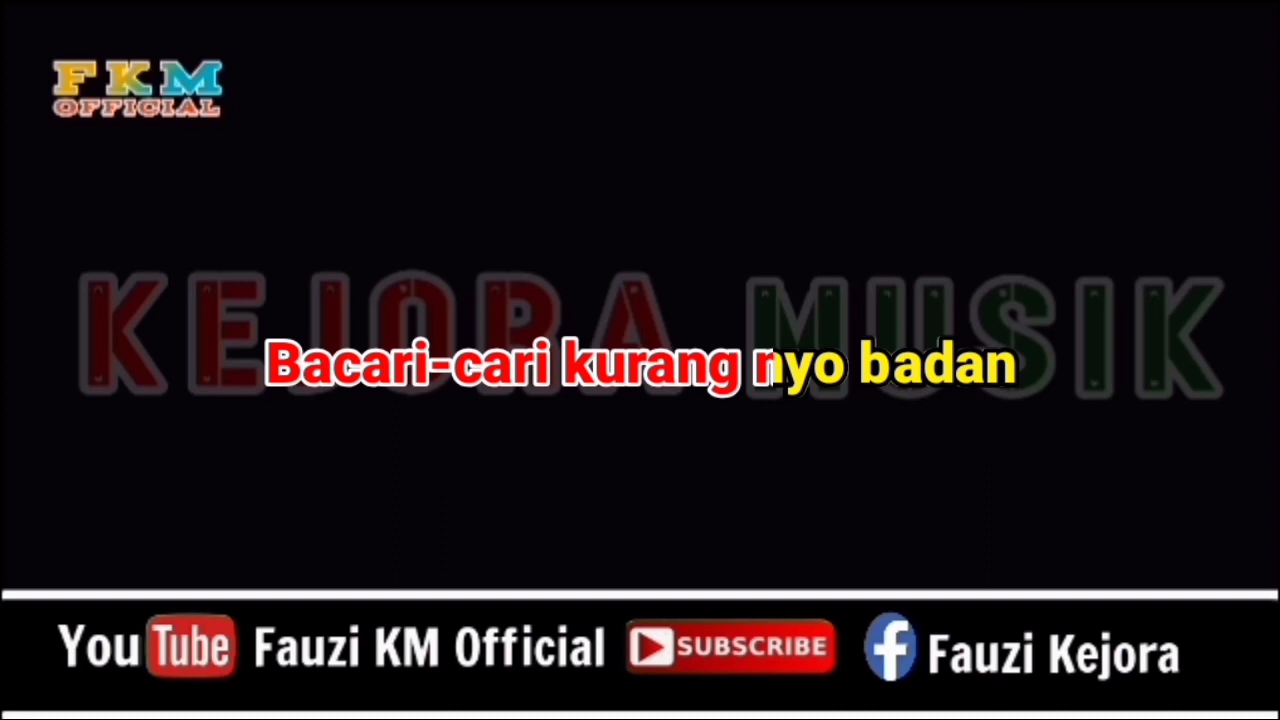 FKM
OFFICIAL
KEJORA MUSIK
Bacari-cari kurang nyo badan
YouTube Fauzi KM Official SUBSCRIBE f Fauzi Kejora